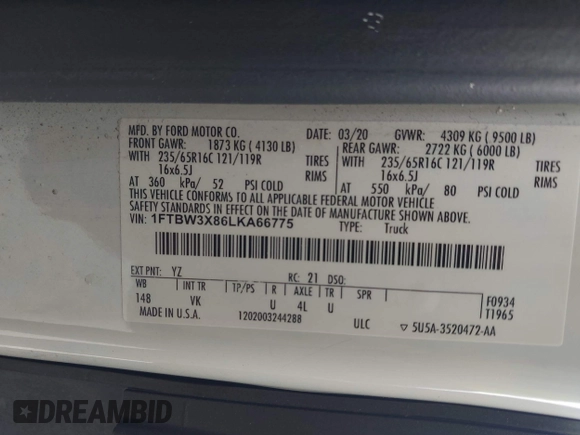 MFD. BY FORD MOTOR CO.
DATE: 03/20 GVWR: 4309 KG ( 9500 LB)
FRONT GAWR: 1873 KG ( 4130 LB)
REAR GAWR: 2722 KG ( 6000 LB)
WITH 235/65R16C 121/119R TIRES
WITH 235/65R16C 121/119R TIRES
16x6.5J RIMS
16x6.5J RIMS
AT 360 kPa/ 52 PSI COLD
AT 550 kPa/ 80 PSI COLD
THIS VEHICLE CONFORMS TO ALL APPLICABLE FEDERAL MOTOR VEHICLE
SAFETY STANDARDS IN EFFECT ON THE DATE OF MANUFACTURE SHOWN ABOVE.
VIN: 1FTBW3X86LKA66775
TYPE: Truck
EXT PNT: YZ RC: 21 DSO:
WB INT TR TP/PS R AXLE TR SPR
F0934
148 VK U 4L U
T1965
MADE IN U.S.A. 12020032442BB ULC ▽ 5U5A-3520472-AA
DREAMBID